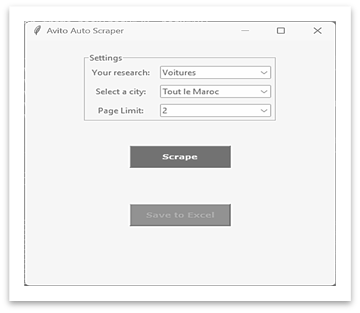 Avito Auto Scraper
Settings
Your research: Voitures
Select a city: Tout le Maroc
Page Limit: 2
Scrape
Save to Excel